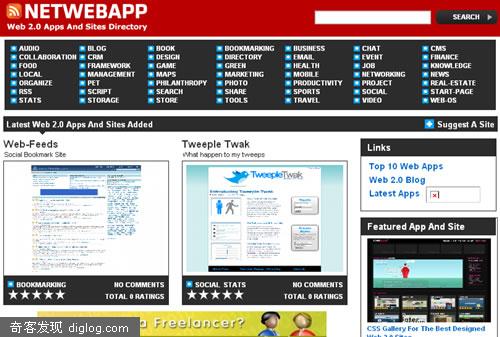 NETWEBAPP
Web 2.0 Apps And Sites Directory
SEARCH
AUDIO BLOG BOOK BOOKMARKING BUSINESS CHAT CMS
COLLABORATION CRM DESIGN DIRECTORY EMAIL EVENT FINANCE
FOOD FRAMEWORK GAME GREEN HEALTH JOB KNOWLEDGE
LOCAL MANAGEMENT MAPS MARKETING MOBILE NETWORKING NEWS
ORGANIZE PET PHILANTHROPY PHOTO PRODUCTIVITY PROJECT REAL-ESTATE
RSS SCRIPT SEARCH SHARE SPORTS SOCIAL START-PAGE
STATS STORAGE STORE TOOLS TRAVEL VIDEO WEB-OS
Latest Web 2.0 Apps And Sites Added
Suggest A Site
Web-Feeds
Social Bookmark Site
Tweeple Twak
What happen to my tweeps
TweepleTwak
Introducing Tweeple Twak
BOOKMARKING NO COMMENTS
TOTAL 0 RATINGS
SOCIAL STATS NO COMMENTS
TOTAL 0 RATINGS
Links
Top 10 Web Apps
Web 2.0 Blog
Latest Apps
Featured App And Site
CSS Gallery For The Best Designed
Web 2.0 Sites
a Freelancer?
奇客发现 diglog.com